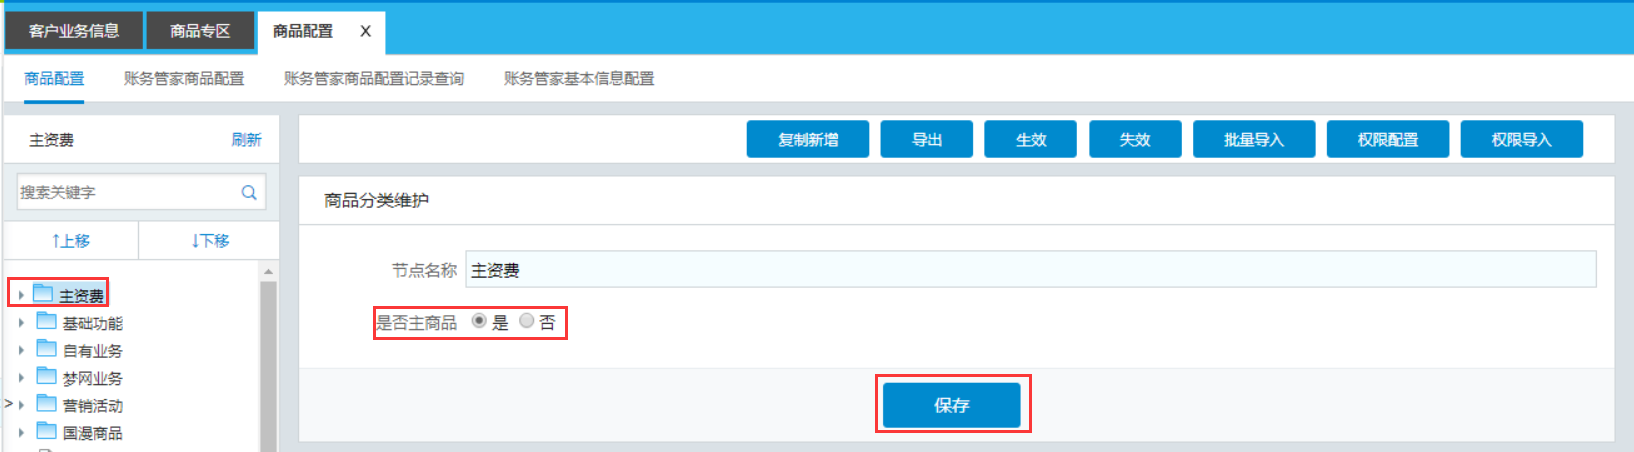 客户业务信息 商品专区 商品配置 X
商品配置 账务管家商品配置 账务管家商品配置记录查询 账务管家基本信息配置
主资费 刷新
复制新增 导出 生效 失效 批量导入 权限配置 权限导入
搜索关键字
商品分类维护
↑上移 ↓下移
节点名称 主资费
主资费
是否主商品 是 否
基础功能
自有业务
梦网业务
> 营销活动
保存
国漫商品